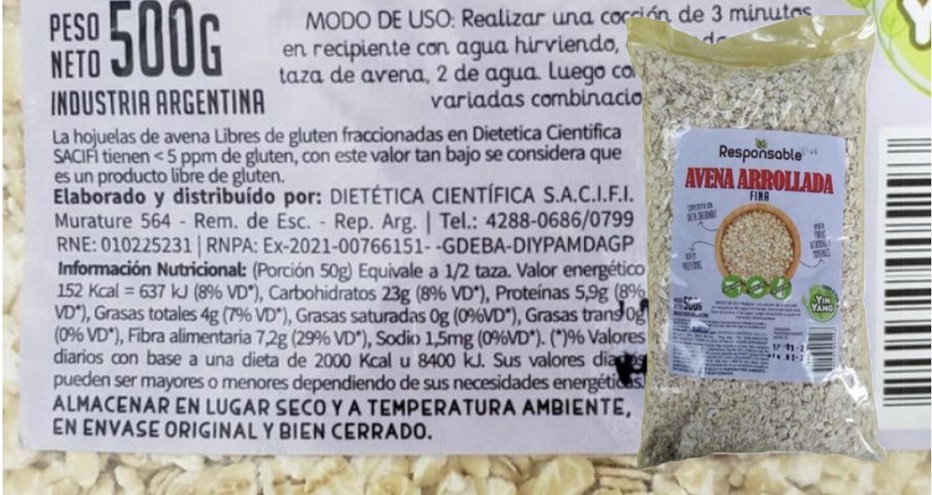 PESO
NETO 500G
INDUSTRIA ARGENTINA
MODO DE USO: Realizar una cocción de 3 minutos
en recipiente con agua hirviendo,
taza de avena, 2 de agua. Luego
variadas combinacio
La hojuelas de avena Libres de gluten fraccionadas en Dietetica Cientifica
SACIFI tienen < 5 ppm de gluten, con este valor tan bajo se considera que
es un producto libre de gluten.
Elaborado y distribuído por: DIETÉTICA CIENTÍFICA S.A.C.I.F.I.
Murature 564 - Rem. de Esc. - Rep. Arg. | Tel.: 4288-0686/0799
RNE: 010225231 | RNPA: Ex-2021-00766151- -GDEBA-DIYPAMDAGP
Información Nutricional: (Porción 50g) Equivale a 1/2 taza. Valor energético
152 Kcal = 637 kJ (8% VD*), Carbohidratos 23g (8% VD*), Proteínas 5,9g (8%
VD*), Grasas totales 4g (7% VD*), Grasas saturadas 0g (0%VD*), Grasas trans 0g
(0% VD*), Fibra alimentaria 7,2g (29% VD*), Sodio 1,5mg (0%VD*). (*)% Valores
diarios con base a una dieta de 2000 Kcal u 8400 kJ. Sus valores diarios
pueden ser mayores o menores dependiendo de sus necesidades energéticas.
ALMACENAR EN LUGAR SECO Y A TEMPERATURA AMBIENTE,
EN ENVASE ORIGINAL Y BIEN CERRADO.
Responsable
AVENA ARROLLADA
FINA
500G
YIN
YANG